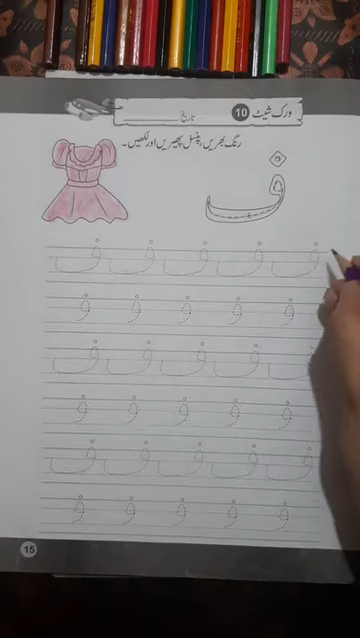 ورک شیٹ 10
تاریخ:
رنگ بھریں، پنسل پھیریں اور لکھیں۔
ف
ف ف ف ف ف
ف ف ف ف ف
ف ف ف ف ف
ف ف ف ف ف
ف ف ف ف ف
ف ف ف ف ف
15